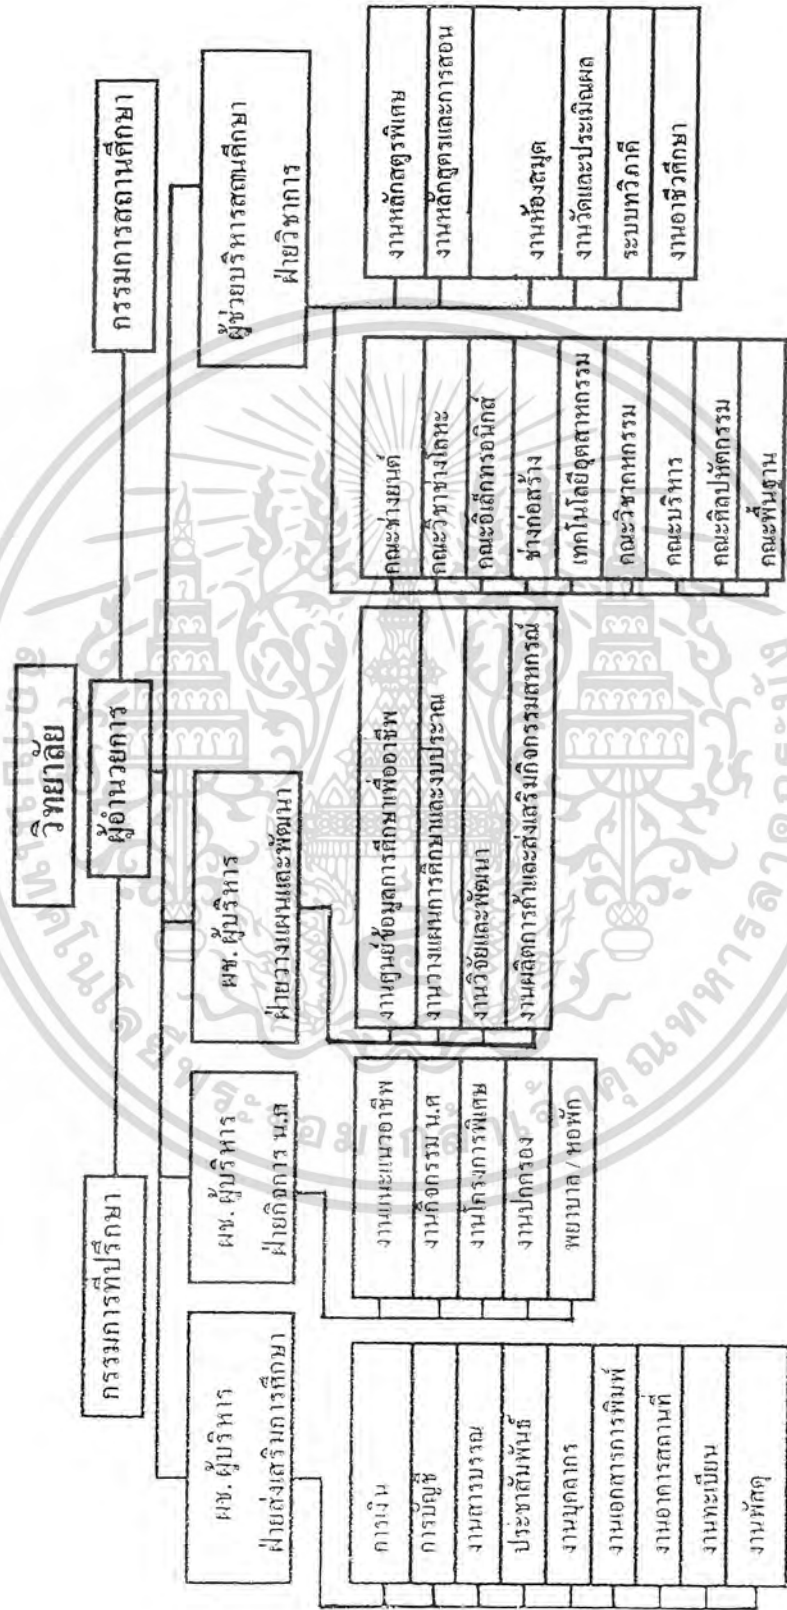 วิทยาลัย
กรรมการที่ปรึกษา
ผู้อำนวยการ
กรรมการสถานศึกษา
ผช. ผู้บริหาร
ฝ่ายส่งเสริมการศึกษา
ผช. ผู้บริหาร
ฝ่ายกิจการ น.ศ
ผช. ผู้บริหาร
ฝ่ายวางแผนและพัฒนา
ผู้ช่วยบริหารสถานศึกษา
ฝ่ายวิชาการ
การเงิน
การบัญชี
งานสารบรรณ
ประชาสัมพันธ์
งานบุคลากร
งานเอกสารการพิมพ์
งานอาคารสถานที่
งานทะเบียน
งานพัสดุ
งานแนะแนวอาชีพ
งานกิจกรรม น.ศ
งานโครงการพิเศษ
งานปกครอง
พยาบาล / หอพัก
งานศูนย์ข้อมูลการศึกษาเพื่ออาชีพ
งานวางแผนการศึกษาและงบประาณ
งานวิจัยและพัฒนา
งานผลิตการค้าและส่งเสริมกิจกรรมสหกรณ์
คณะช่างยนต์
คณะวิชาช่างโลหะ
คณะอิเล็กทรอนิกส์
ช่างก่อสร้าง
เทคโนโลยีอุตสาหกรรม
คณะวิชาคหกรรม
คณะบริหาร
คณะศิลปหัตกรรม
คณะพื้นฐาน
งานหลักสตูรพิเศษ
งานหลักสูตรและการสอน
งานห้องสมุด
งานวัดและประเมิณผล
ระบบทวิภาคี
งานอาชีวศึกษา